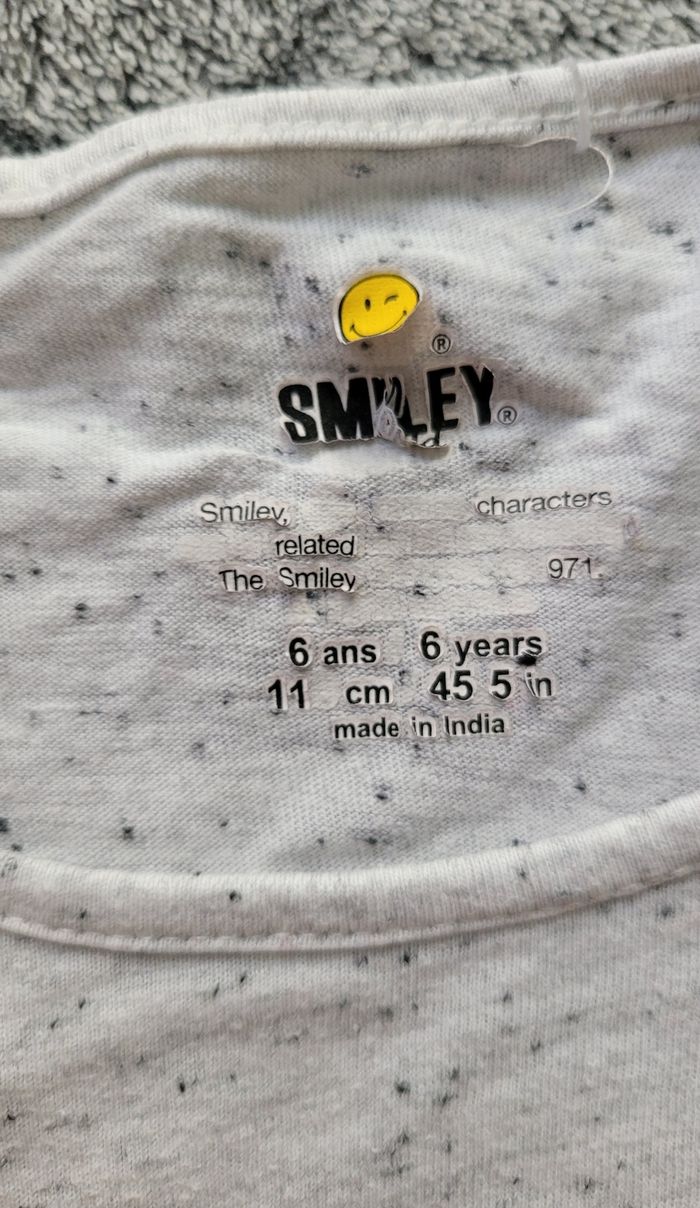 ®
SMILEY®
Smiley, characters
related
The Smiley 971.
6 ans 6 years
11 cm 45 5 in
made in India